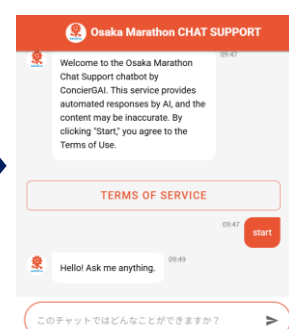 Osaka Marathon CHAT SUPPORT
09:47
Welcome to the Osaka Marathon
Chat Support chatbot by
ConcierGAI. This service provides
automated responses by AI, and the
content may be inaccurate. By
clicking "Start," you agree to the
Terms of Use.
TERMS OF SERVICE
09:47
start
Hello! Ask me anything.
09:49
このチャットではどんなことができますか？